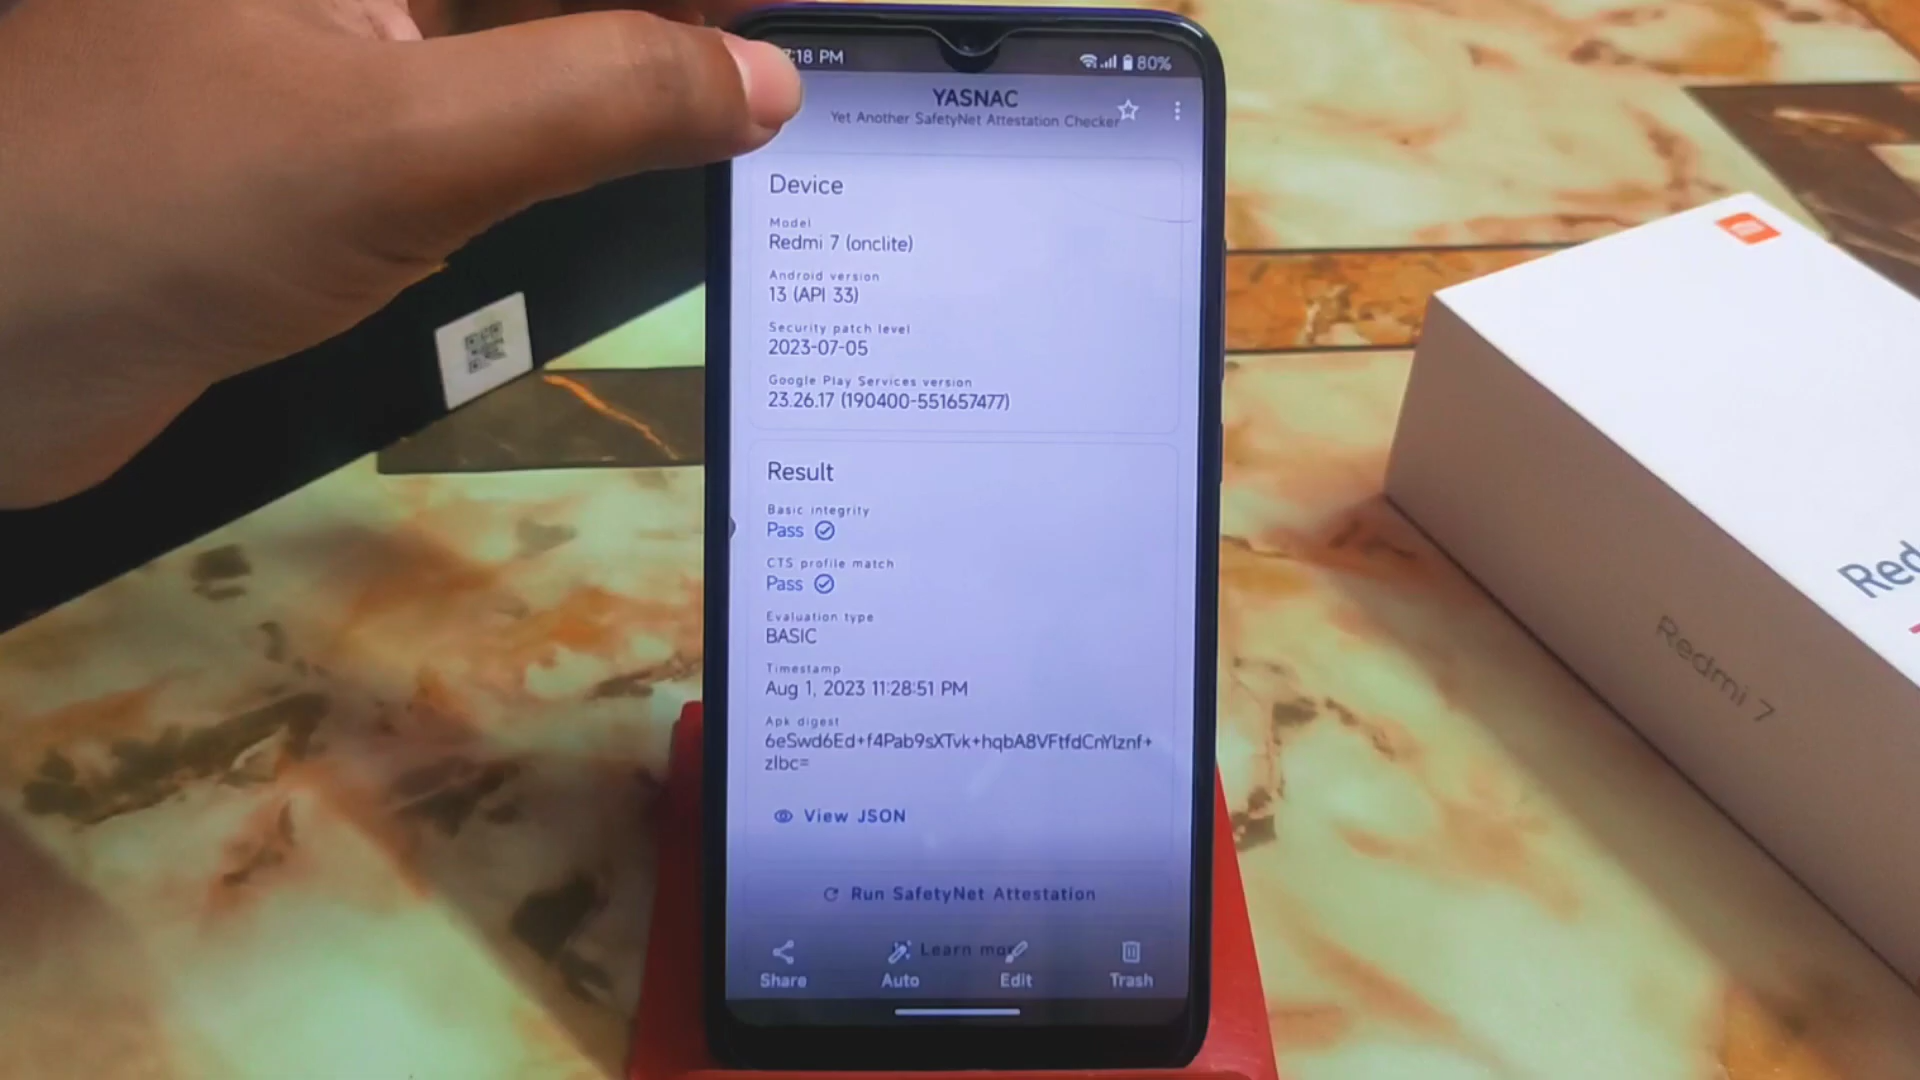 :18 PM
80%
YASNAC
Yet Another SafetyNet Attestation Checker
Device
Model
Redmi 7 (onclite)
Android version
13 (API 33)
Security patch level
2023-07-05
Google Play Services version
23.26.17 (190400-551657477)
Result
Basic integrity
Pass
CTS profile match
Pass
Evaluation type
BASIC
Timestamp
Aug 1, 2023 11:28:51 PM
Apk digest
6eSwd6Ed+f4Pab9sXTvk+hqbA8VFtfdCnYlznf+
zlbc=
View JSON
Run SafetyNet Attestation
Learn mo
Share
Auto
Edit
Trash
Red
Redmi 7